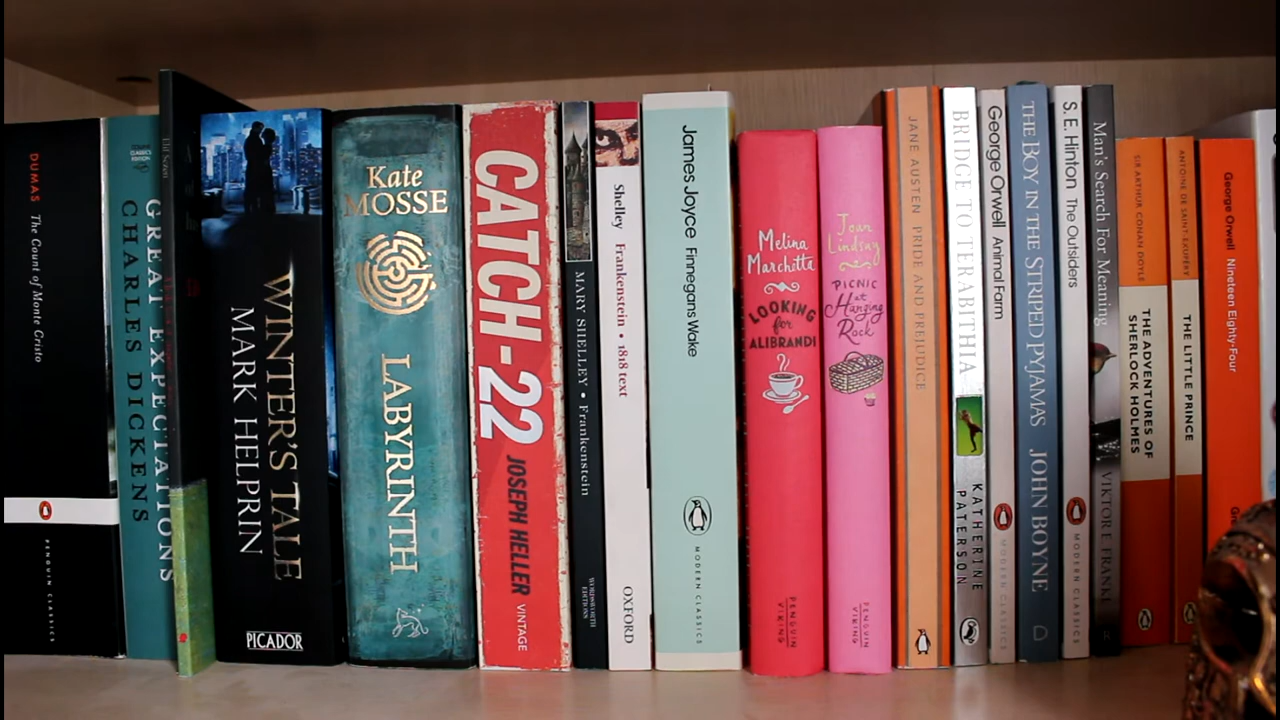 DUMAS The Count of Monte Cristo
PENGUIN CLASSICS
GREAT EXPECTATIONS
CHARLES DICKENS
WINTER'S TALE
MARK HELPRIN
PICADOR
Kate
MOSSE
LABYRINTH
CATCH-22
JOSEPH HELLER
VINTAGE
MARY SHELLEY • Frankenstein
WORDSWORTH
EDITIONS
Shelley Frankenstein • 1818 text
OXFORD
James Joyce Finnegans Wake
MODERN CLASSICS
Melina
Marchetta
LOOKING
for
ALIBRANDI
PENGUIN
VIKING
Joan
Lindsay
PICNIC
at
Hanging
Rock
PENGUIN
VIKING
JANE AUSTEN PRIDE AND PREJUDICE
BRIDGE TO TERABITHIA
KATHERINE
PATERSON
George Orwell Animal Farm
MODERN CLASSICS
THE BOY IN THE STRIPED PYJAMAS JOHN BOYNE
S.E. Hinton The Outsiders
MODERN CLASSICS
Man's Search For Meaning
VIKTOR E FRANKL
SIR ARTHUR CONAN DOYLE
THE ADVENTURES OF
SHERLOCK HOLMES
ANTOINE DE SAINT-EXUPÉRY
THE LITTLE PRINCE
George Orwell Nineteen Eighty-Four